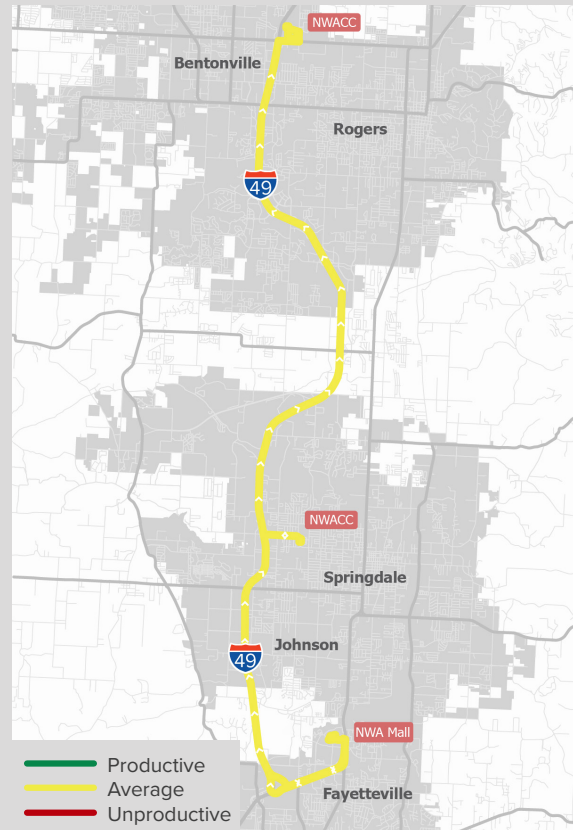 NWACC
Bentonville
Rogers
49
NWACC
Springdale
Johnson
49
NWA Mall
Fayetteville
Productive
Average
Unproductive